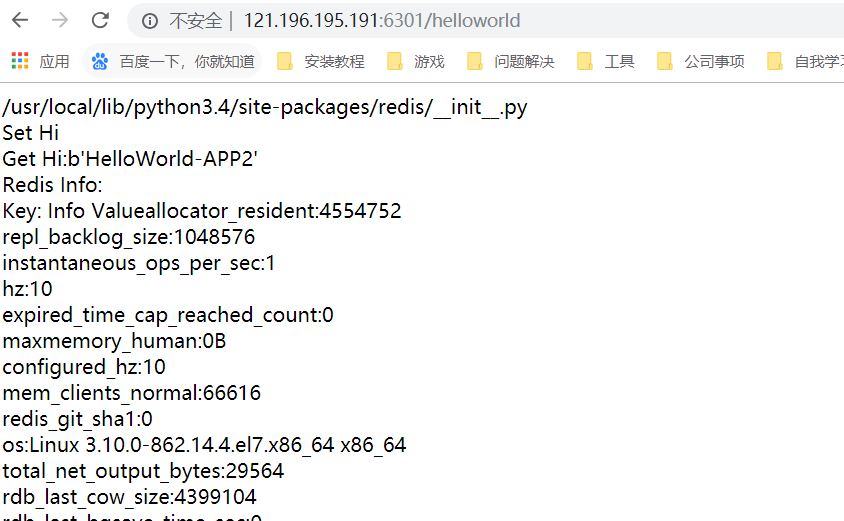 不安全 | 121.196.195.191:6301/helloworld
应用 百度一下，你就知道 安装教程 游戏 问题解决 工具 公司事项 自我学习
/usr/local/lib/python3.4/site-packages/redis/__init__.py
Set Hi
Get Hi:b'HelloWorld-APP2'
Redis Info:
Key: Info Valueallocator_resident:4554752
repl_backlog_size:1048576
instantaneous_ops_per_sec:1
hz:10
expired_time_cap_reached_count:0
maxmemory_human:0B
configured_hz:10
mem_clients_normal:66616
redis_git_sha1:0
os:Linux 3.10.0-862.14.4.el7.x86_64 x86_64
total_net_output_bytes:29564
rdb_last_cow_size:4399104
rdb_last_bgsave_time_sec:0